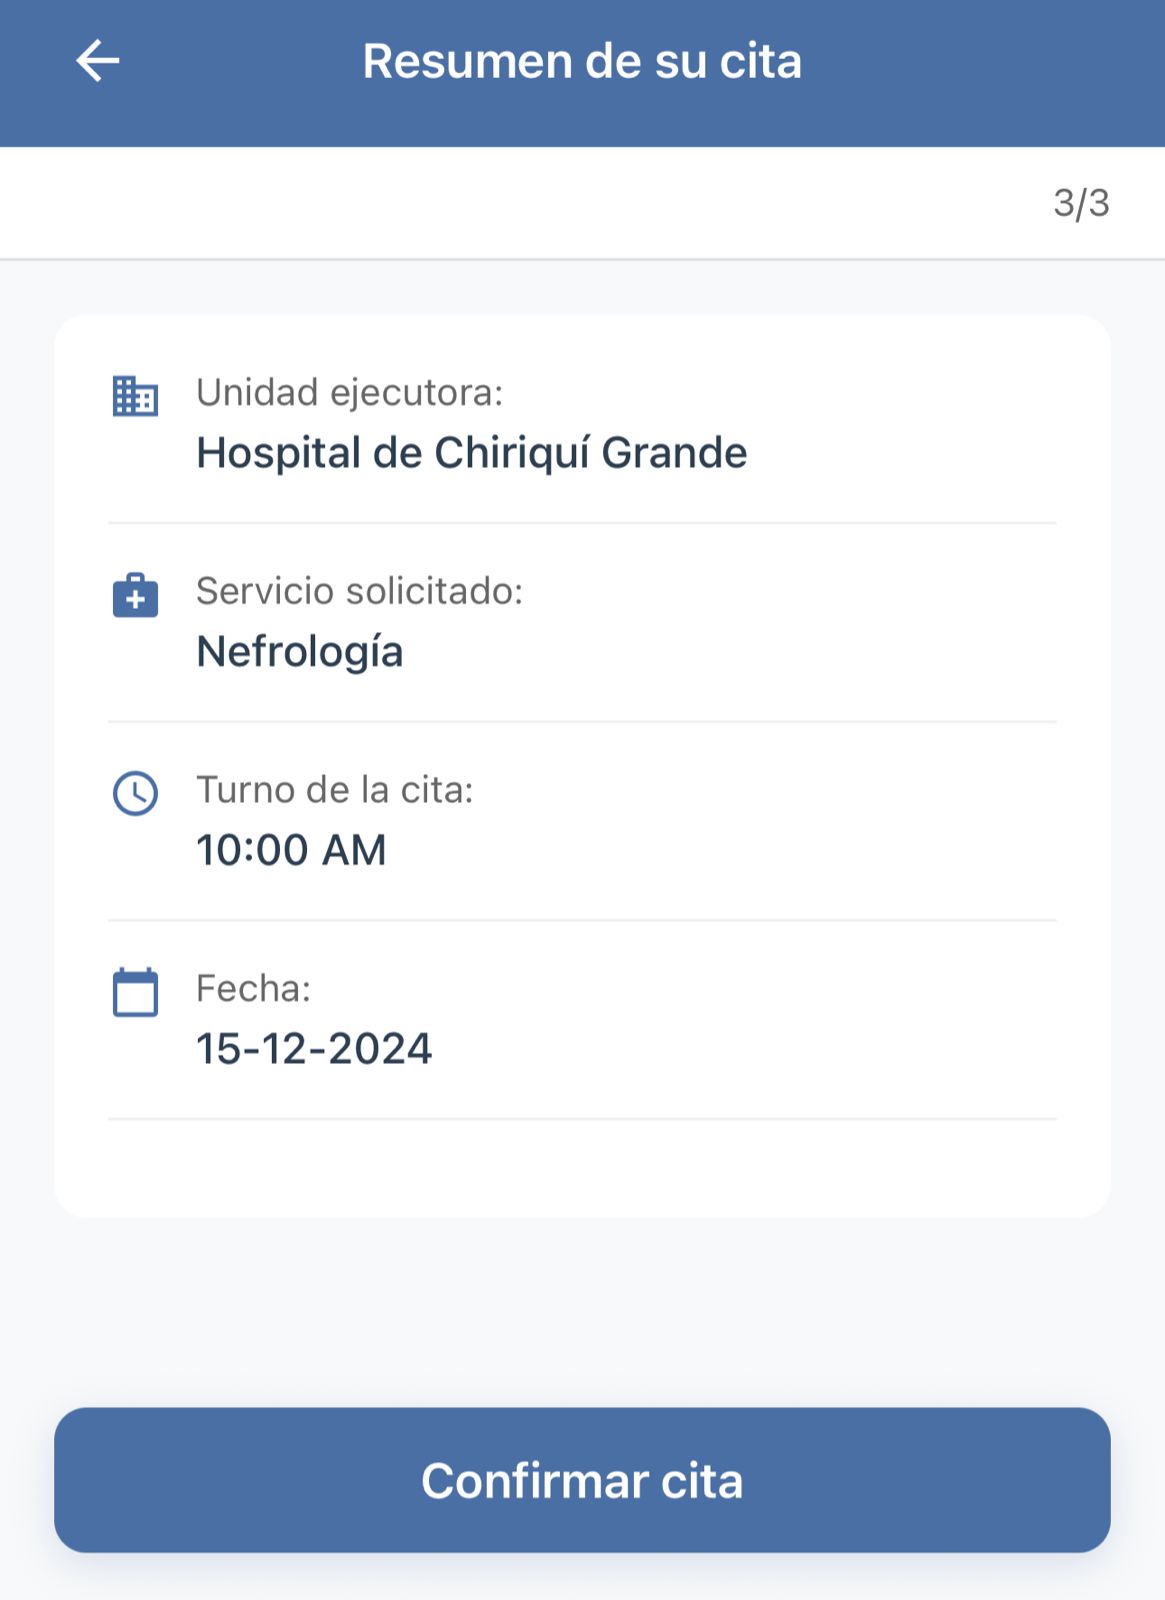 Resumen de su cita
3/3
Unidad ejecutora:
Hospital de Chiriquí Grande
Servicio solicitado:
Nefrología
Turno de la cita:
10:00 AM
Fecha:
15-12-2024
Confirmar cita